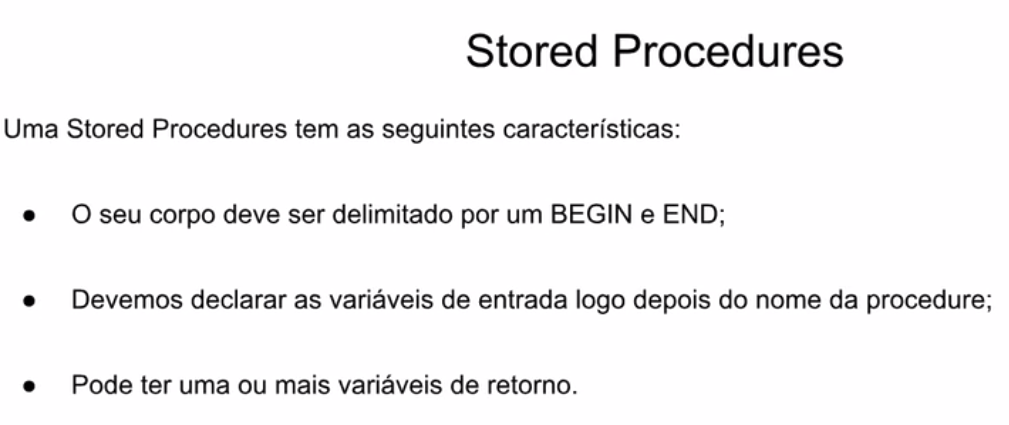 Stored Procedures
Uma Stored Procedures tem as seguintes características:
● O seu corpo deve ser delimitado por um BEGIN e END;
● Devemos declarar as variáveis de entrada logo depois do nome da procedure;
● Pode ter uma ou mais variáveis de retorno.